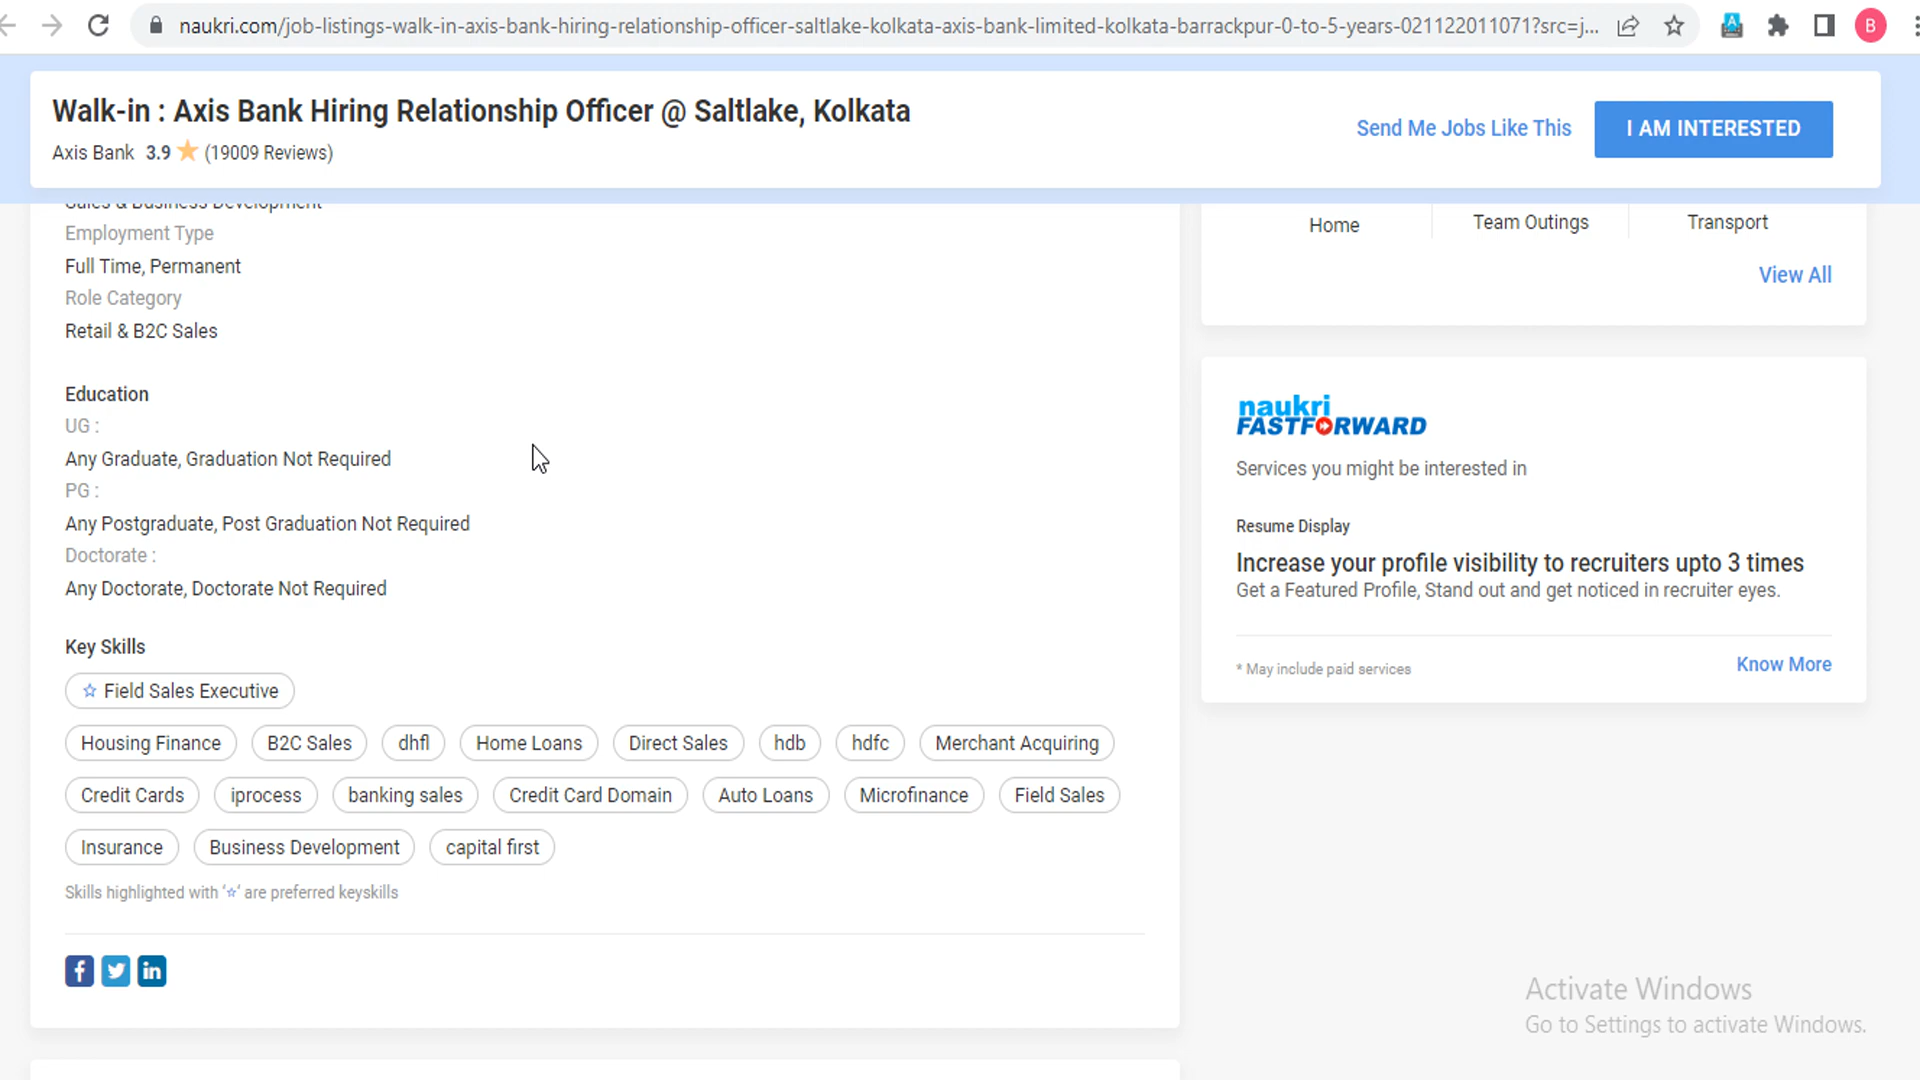 naukri.com/job-listings-walk-in-axis-bank-hiring-relationship-officer-saltlake-kolkata-axis-bank-limited-kolkata-barrackpur-0-to-5-years-021122011071?src=j...
B
Walk-in : Axis Bank Hiring Relationship Officer @ Saltlake, Kolkata
Axis Bank 3.9 ★ (19009 Reviews)
Send Me Jobs Like This
I AM INTERESTED
Sales & Business Development
Employment Type
Full Time, Permanent
Role Category
Retail & B2C Sales
Education
UG :
Any Graduate, Graduation Not Required
PG :
Any Postgraduate, Post Graduation Not Required
Doctorate :
Any Doctorate, Doctorate Not Required
Key Skills
☆ Field Sales Executive
Housing Finance B2C Sales dhfl Home Loans Direct Sales hdb hdfc Merchant Acquiring
Credit Cards iprocess banking sales Credit Card Domain Auto Loans Microfinance Field Sales
Insurance Business Development capital first
Skills highlighted with ‘☆‘ are preferred keyskills
f in
Home Team Outings Transport
View All
naukri
FASTFORWARD
Services you might be interested in
Resume Display
Increase your profile visibility to recruiters upto 3 times
Get a Featured Profile, Stand out and get noticed in recruiter eyes.
* May include paid services
Know More
Activate Windows
Go to Settings to activate Windows.